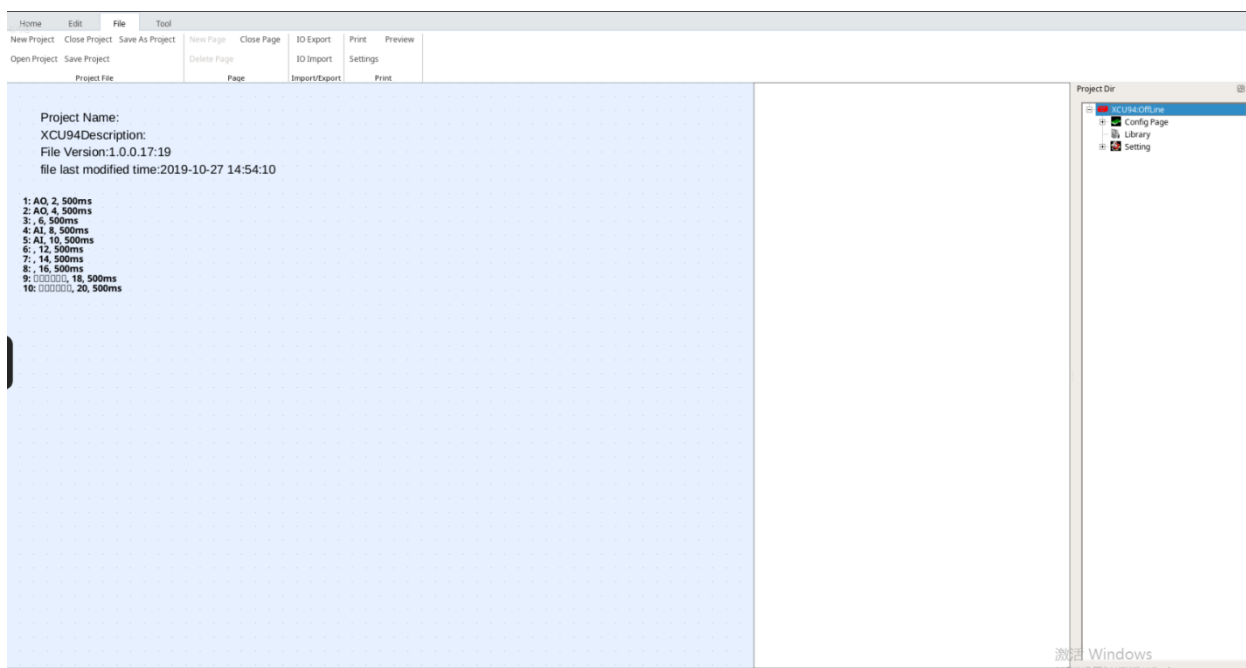 Home Edit File Tool
New Project Close Project Save As Project New Page Close Page IO Export Print Preview
Open Project Save Project Delete Page IO Import Settings
Project File Page Import/Export Print
Project Dir
XCU94:OffLine
Config Page
Library
Setting
Project Name:
XCU94Description:
File Version:1.0.0.17:19
file last modified time:2019-10-27 14:54:10
1: AO, 2, 500ms
2: AO, 4, 500ms
3: , 6, 500ms
4: AI, 8, 500ms
5: AI, 10, 500ms
6: , 12, 500ms
7: , 14, 500ms
8: , 16, 500ms
9: □□□□□□, 18, 500ms
10: □□□□□□, 20, 500ms
激活 Windows